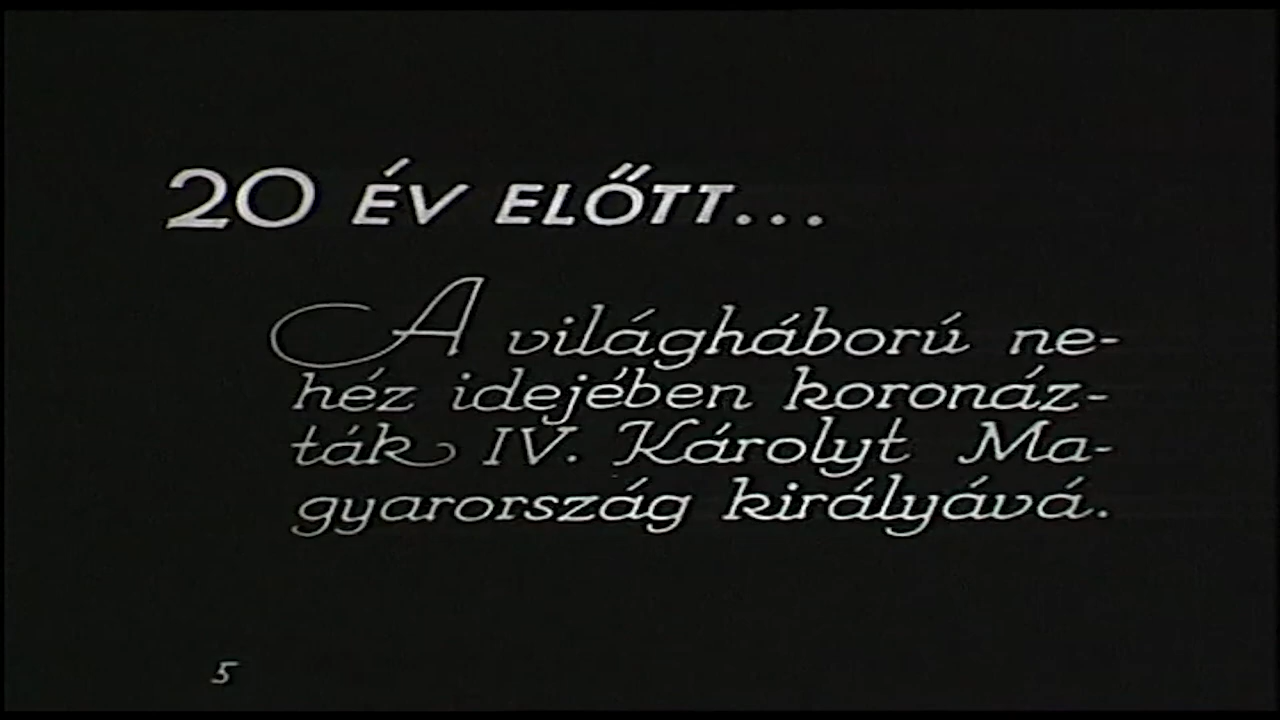 20 ÉV ELŐTT...
A világháború ne-
héz idejében koronáz-
ták IV. Károlyt Ma-
gyarország királyává.
5